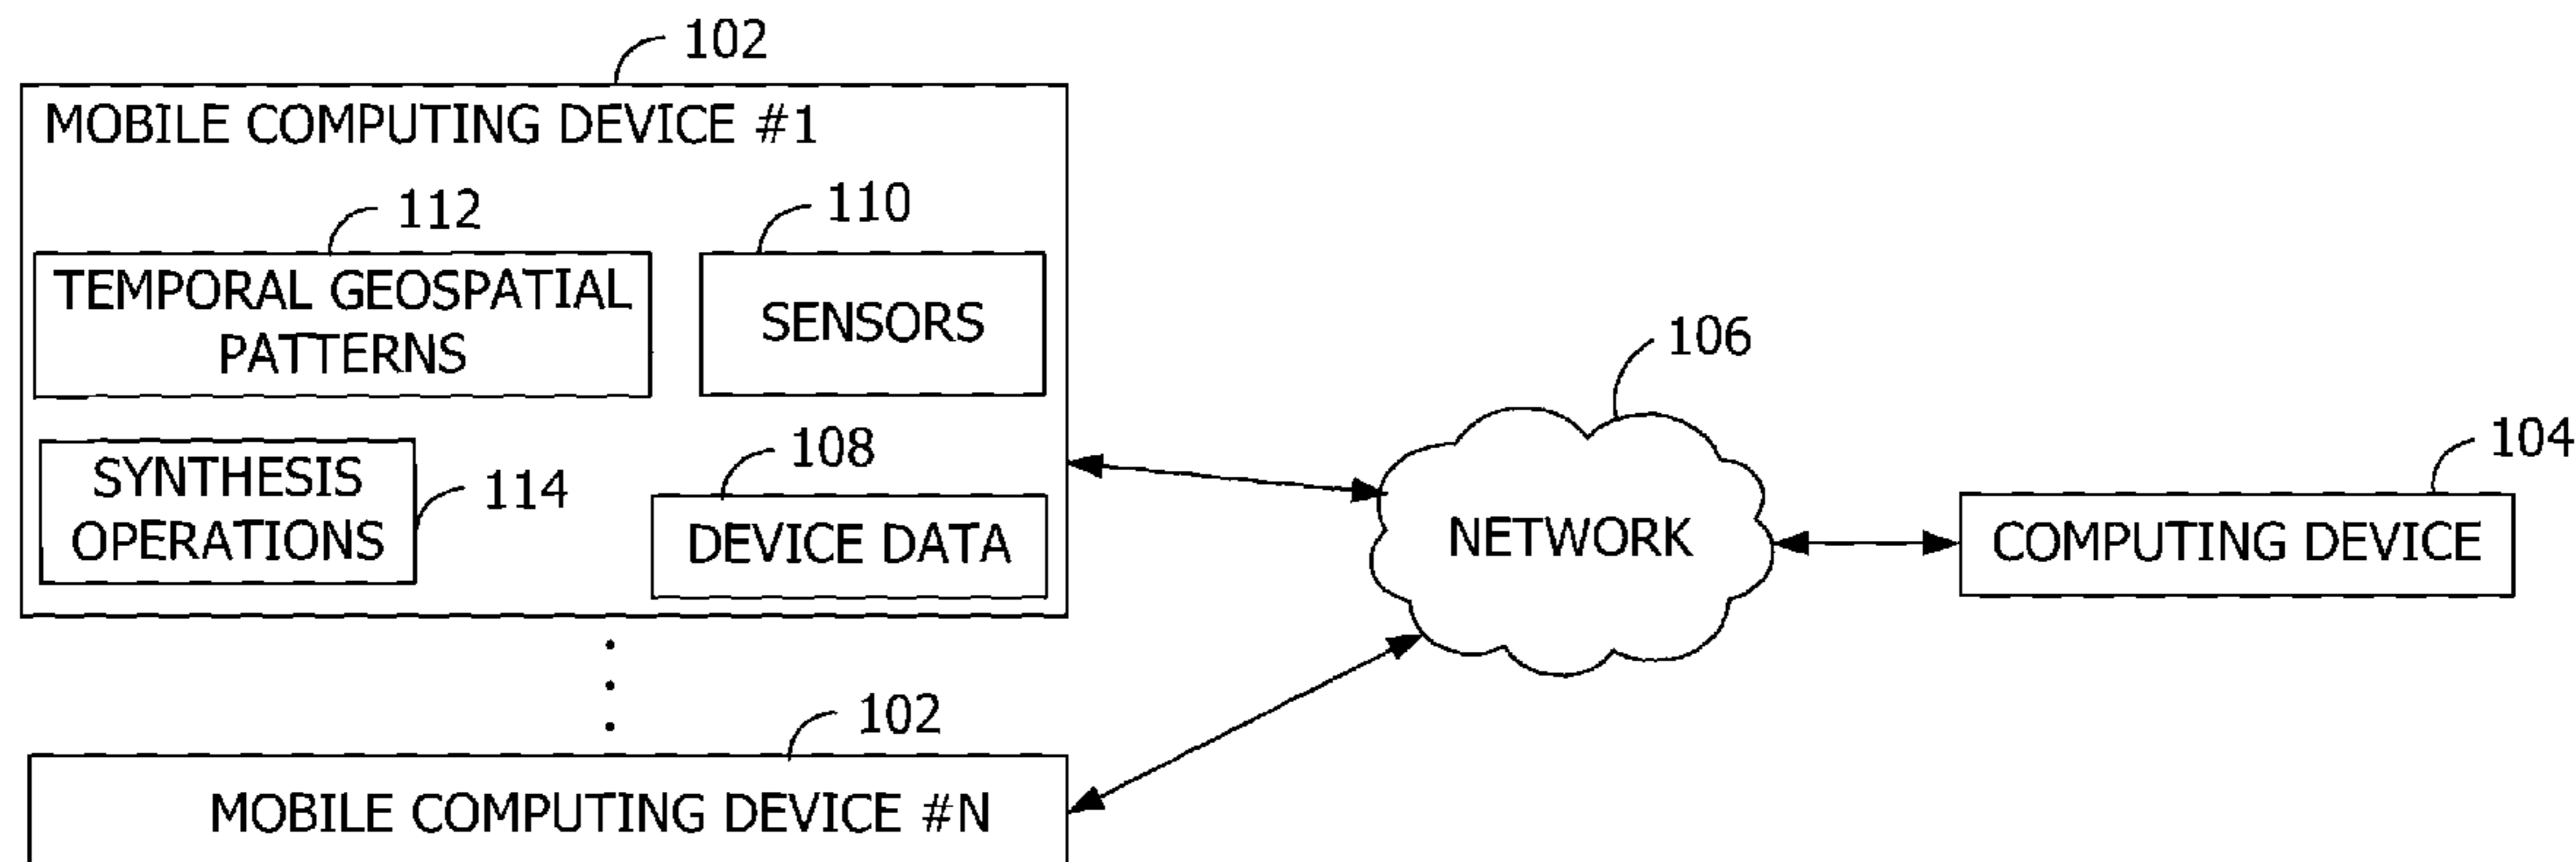 102
MOBILE COMPUTING DEVICE #1
112
110
TEMPORAL GEOSPATIAL
PATTERNS
SENSORS
106
104
SYNTHESIS
OPERATIONS
114
108
DEVICE DATA
NETWORK
COMPUTING DEVICE
102
MOBILE COMPUTING DEVICE #N